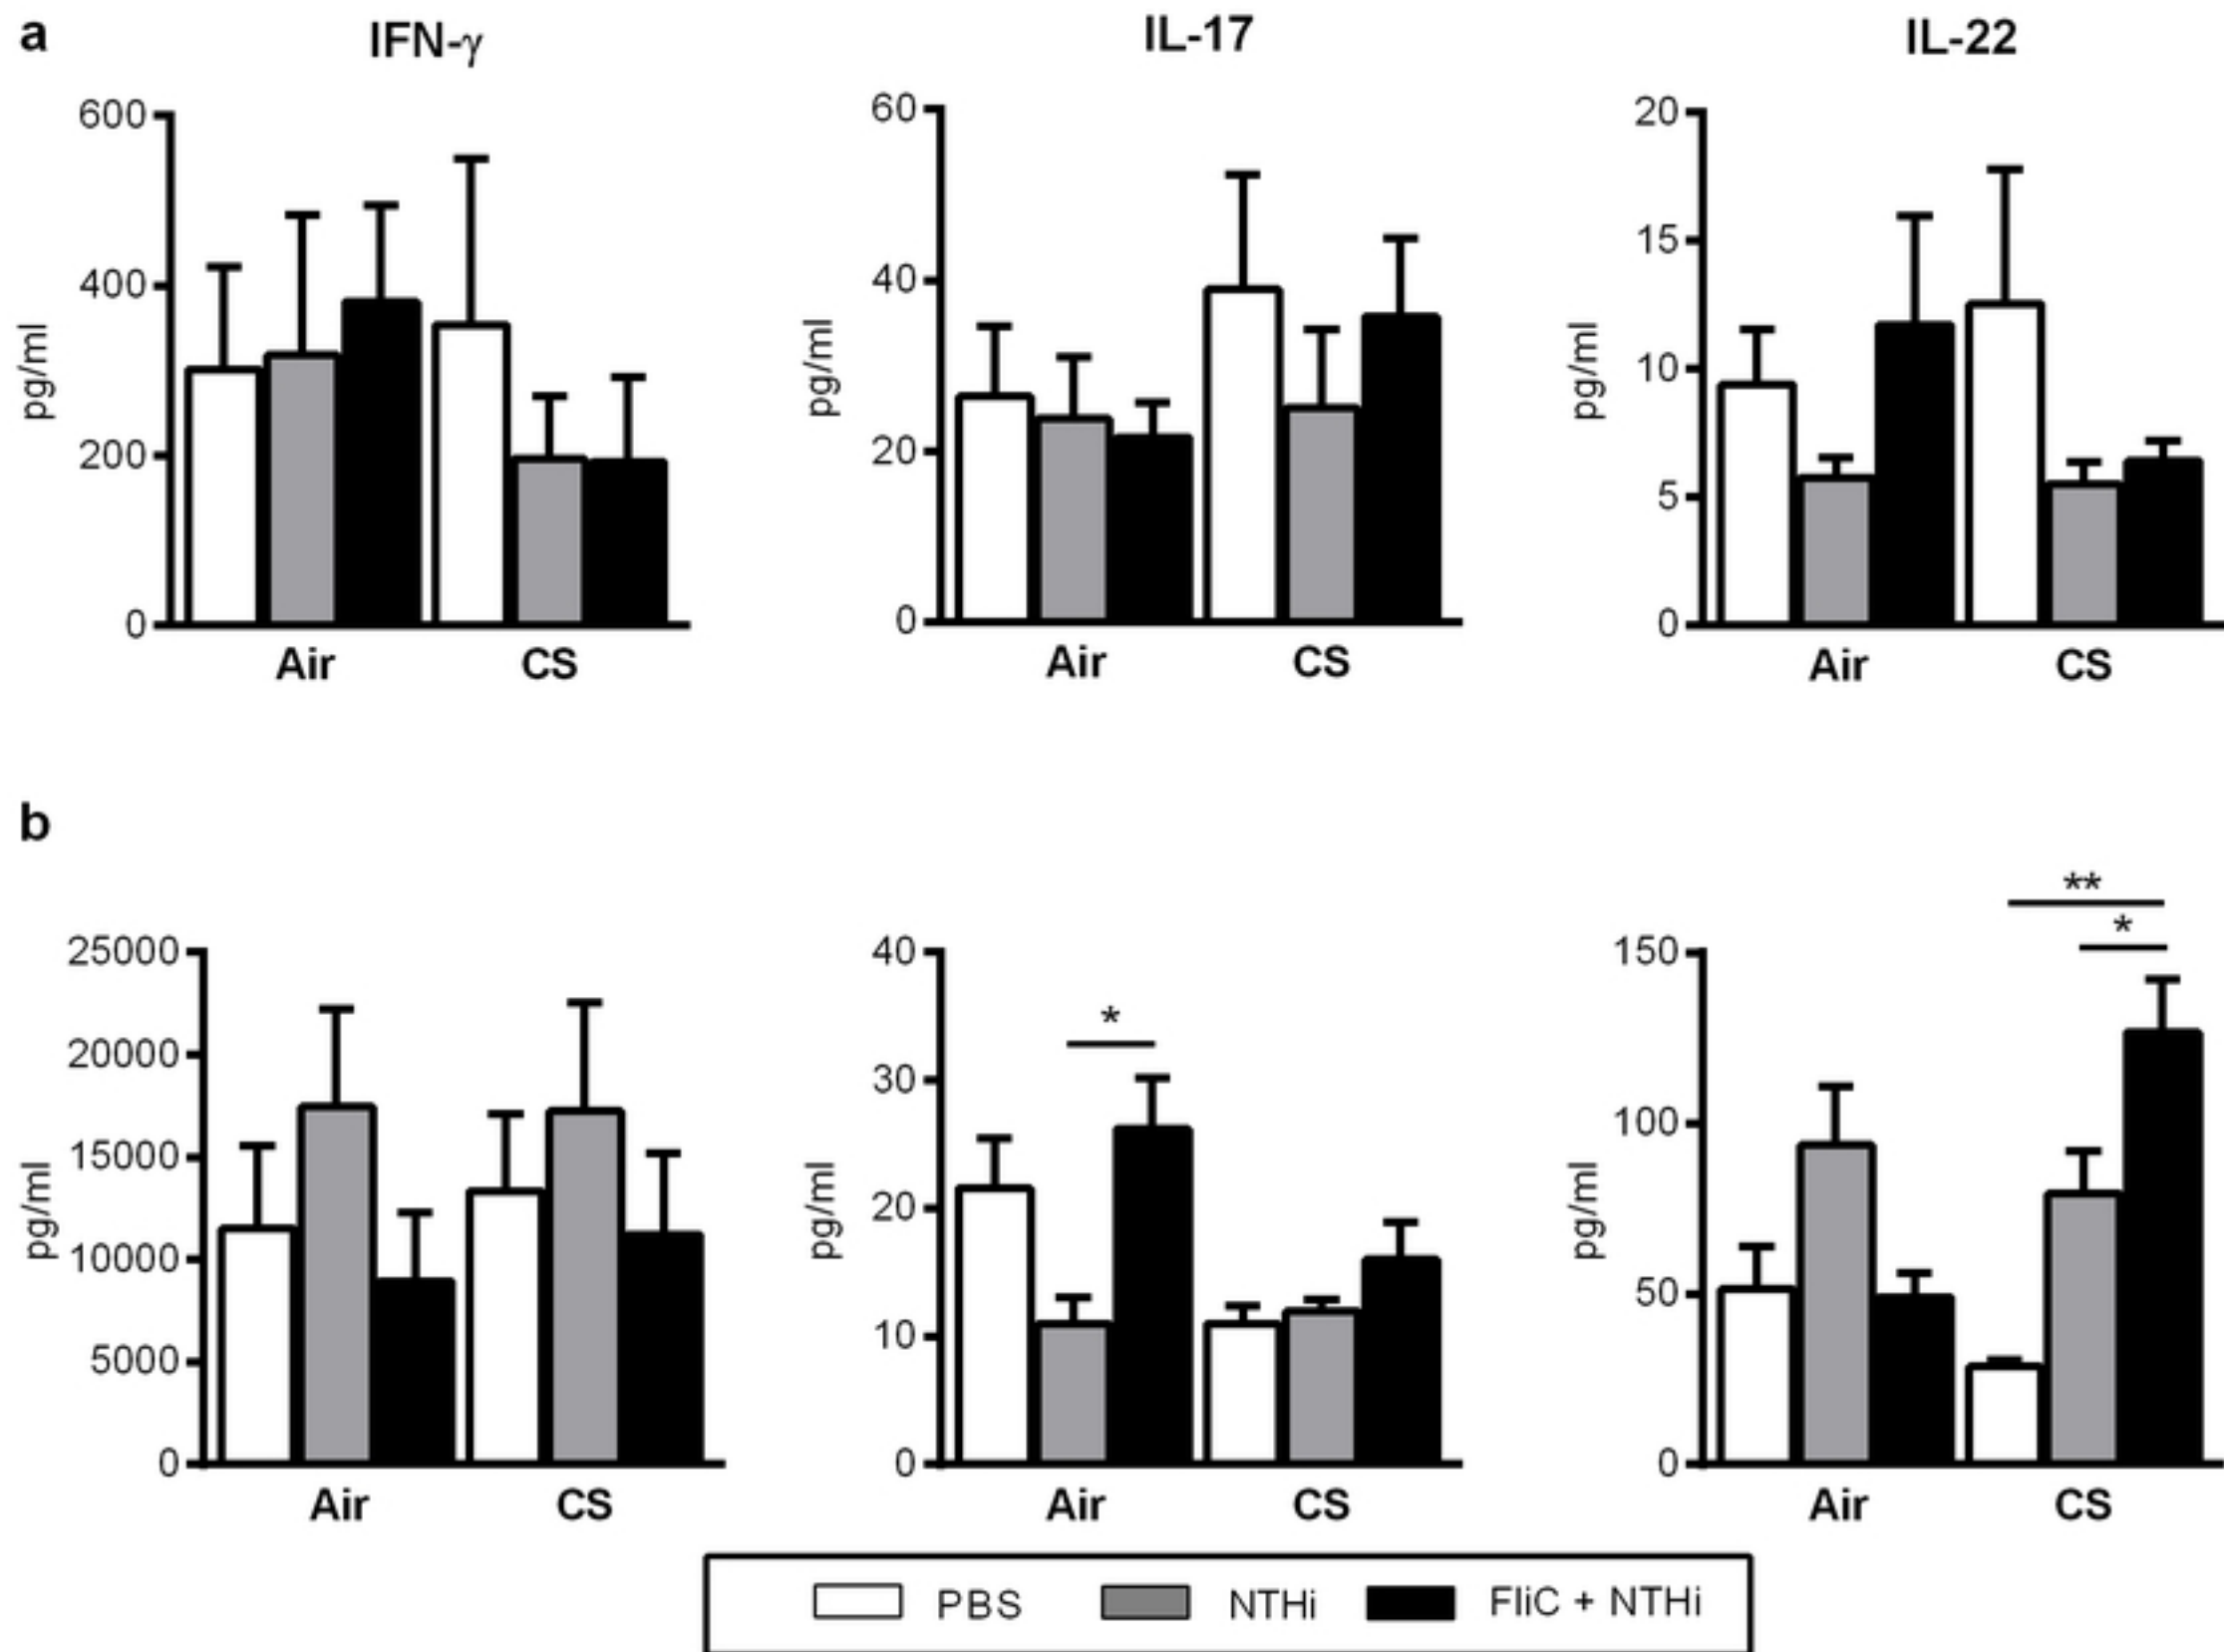 a
IFN-γ
IL-17
IL-22
600
400
200
0
pg/ml
Air
CS
60
40
20
0
pg/ml
Air
CS
20
15
10
5
0
pg/ml
Air
CS
b
25000
20000
15000
10000
5000
0
pg/ml
Air
CS
40
30
20
10
0
pg/ml
*
Air
CS
150
100
50
0
pg/ml
**
*
Air
CS
PBS
NTHi
FliC + NTHi